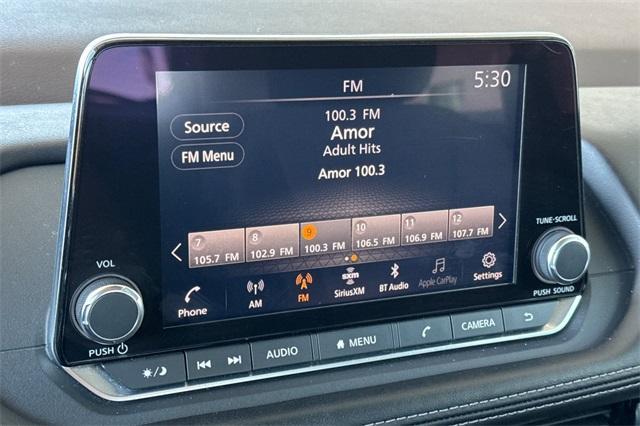 FM
5:30
100.3 FM
Source
Amor
Adult Hits
FM Menu
Amor 100.3
7
105.7 FM
8
102.9 FM
9
100.3 FM
10
106.5 FM
11
106.9 FM
12
107.7 FM
Phone
AM
FM
SXM
SiriusXM
BT Audio
Apple CarPlay
Settings
VOL
PUSH
TUNE·SCROLL
PUSH SOUND
AUDIO
MENU
CAMERA